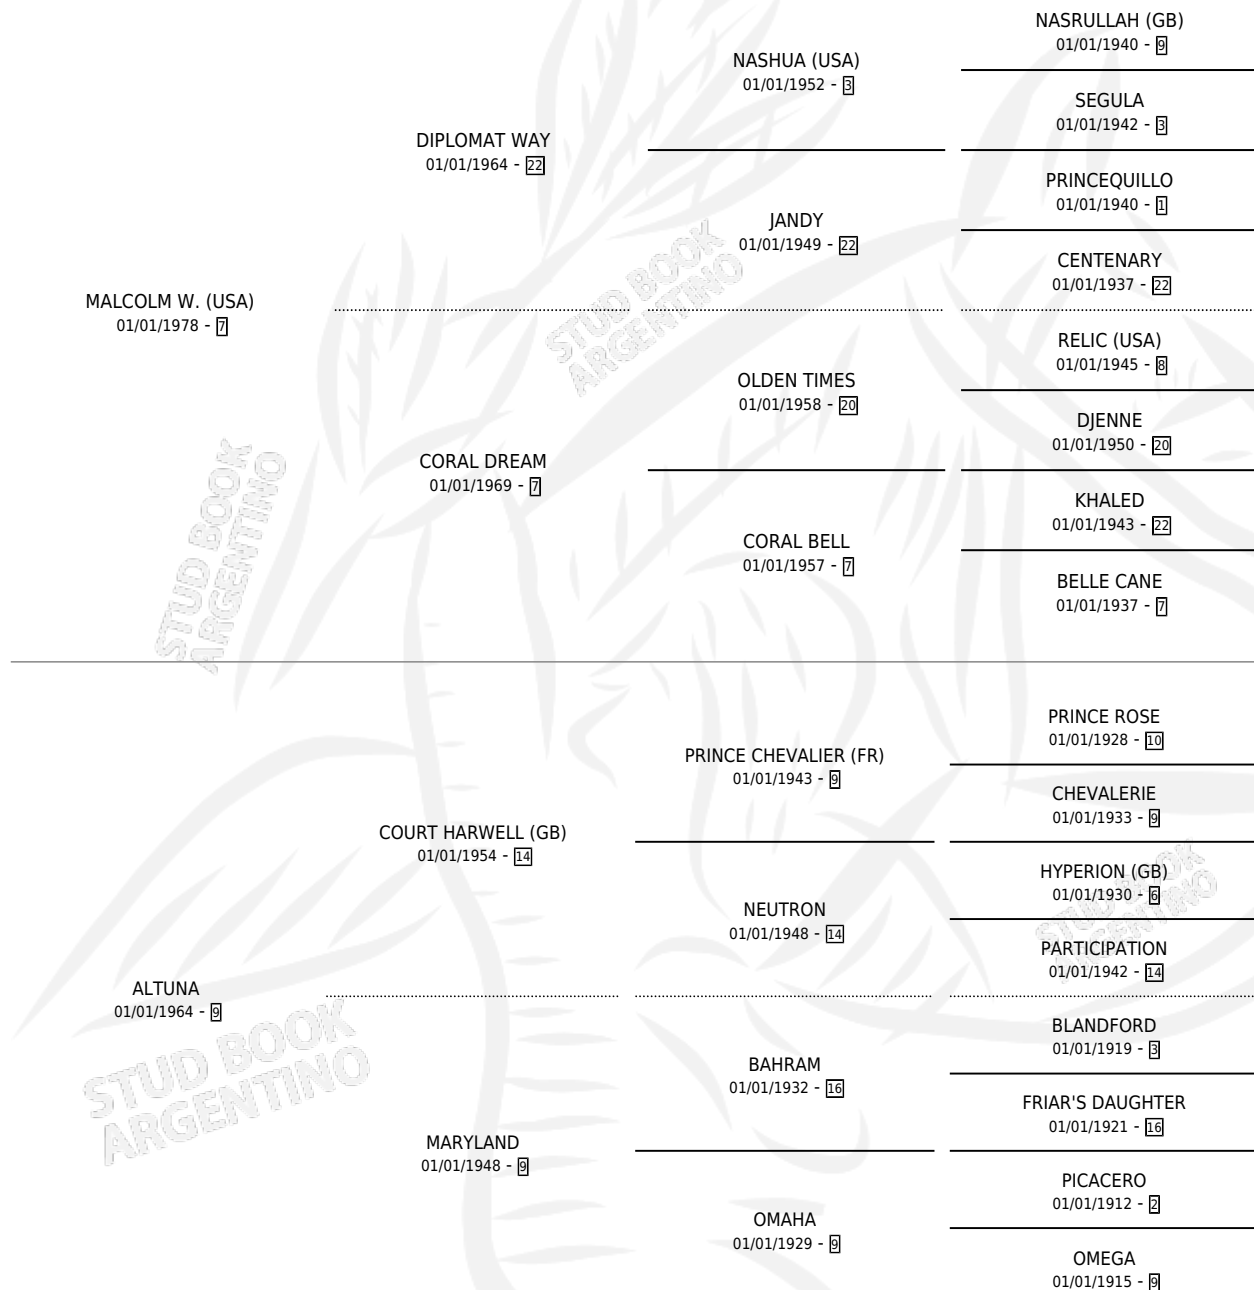 MALCOLM W. (USA)
01/01/1978 - 7
DIPLOMAT WAY
01/01/1964 - 22
CORAL DREAM
01/01/1969 - 7
NASHUA (USA)
01/01/1952 - 3
JANDY
01/01/1949 - 22
OLDEN TIMES
01/01/1958 - 20
CORAL BELL
01/01/1957 - 7
NASRULLAH (GB)
01/01/1940 - 9
SEGULA
01/01/1942 - 3
PRINCEQUILLO
01/01/1940 - 1
CENTENARY
01/01/1937 - 22
RELIC (USA)
01/01/1945 - 8
DJENNE
01/01/1950 - 20
KHALED
01/01/1943 - 22
BELLE CANE
01/01/1937 - 7
ALTUNA
01/01/1964 - 9
COURT HARWELL (GB)
01/01/1954 - 14
MARYLAND
01/01/1948 - 9
PRINCE CHEVALIER (FR)
01/01/1943 - 9
NEUTRON
01/01/1948 - 14
BAHRAM
01/01/1932 - 16
OMAHA
01/01/1929 - 9
PRINCE ROSE
01/01/1928 - 10
CHEVALERIE
01/01/1933 - 9
HYPERION (GB)
01/01/1930 - 6
PARTICIPATION
01/01/1942 - 14
BLANDFORD
01/01/1919 - 3
FRIAR'S DAUGHTER
01/01/1921 - 16
PICACERO
01/01/1912 - 2
OMEGA
01/01/1915 - 9
STUD BOOK
ARGENTINO
STUD BOOK
ARGENTINO
STUD BOOK
ARGENTINO
STUD BOOK
ARGENTINO